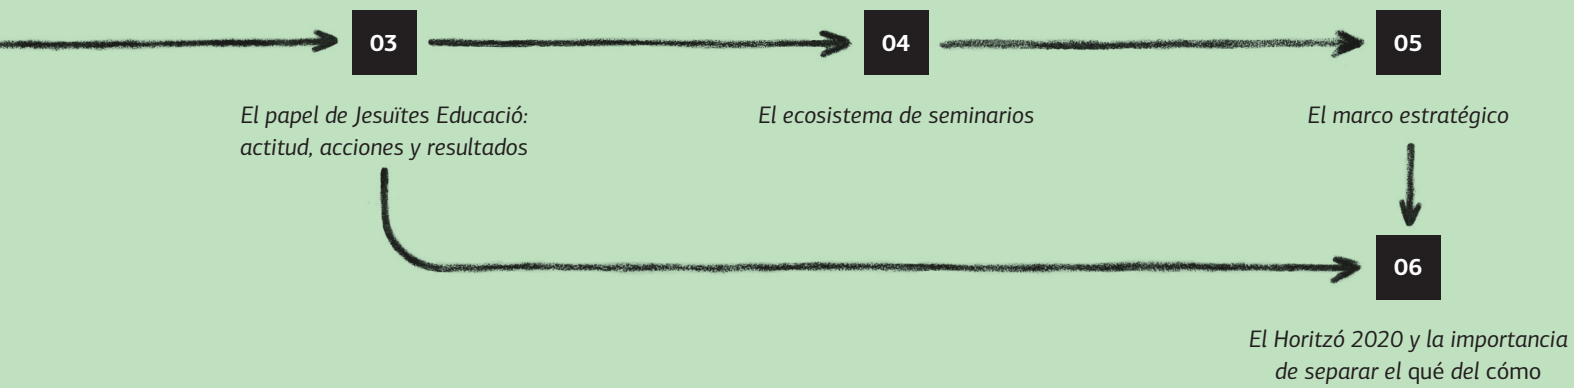 03
El papel de Jesuïtes Educació:
actitud, acciones y resultados
04
El ecosistema de seminarios
05
El marco estratégico
06
El Horitzó 2020 y la importancia
de separar el qué del cómo